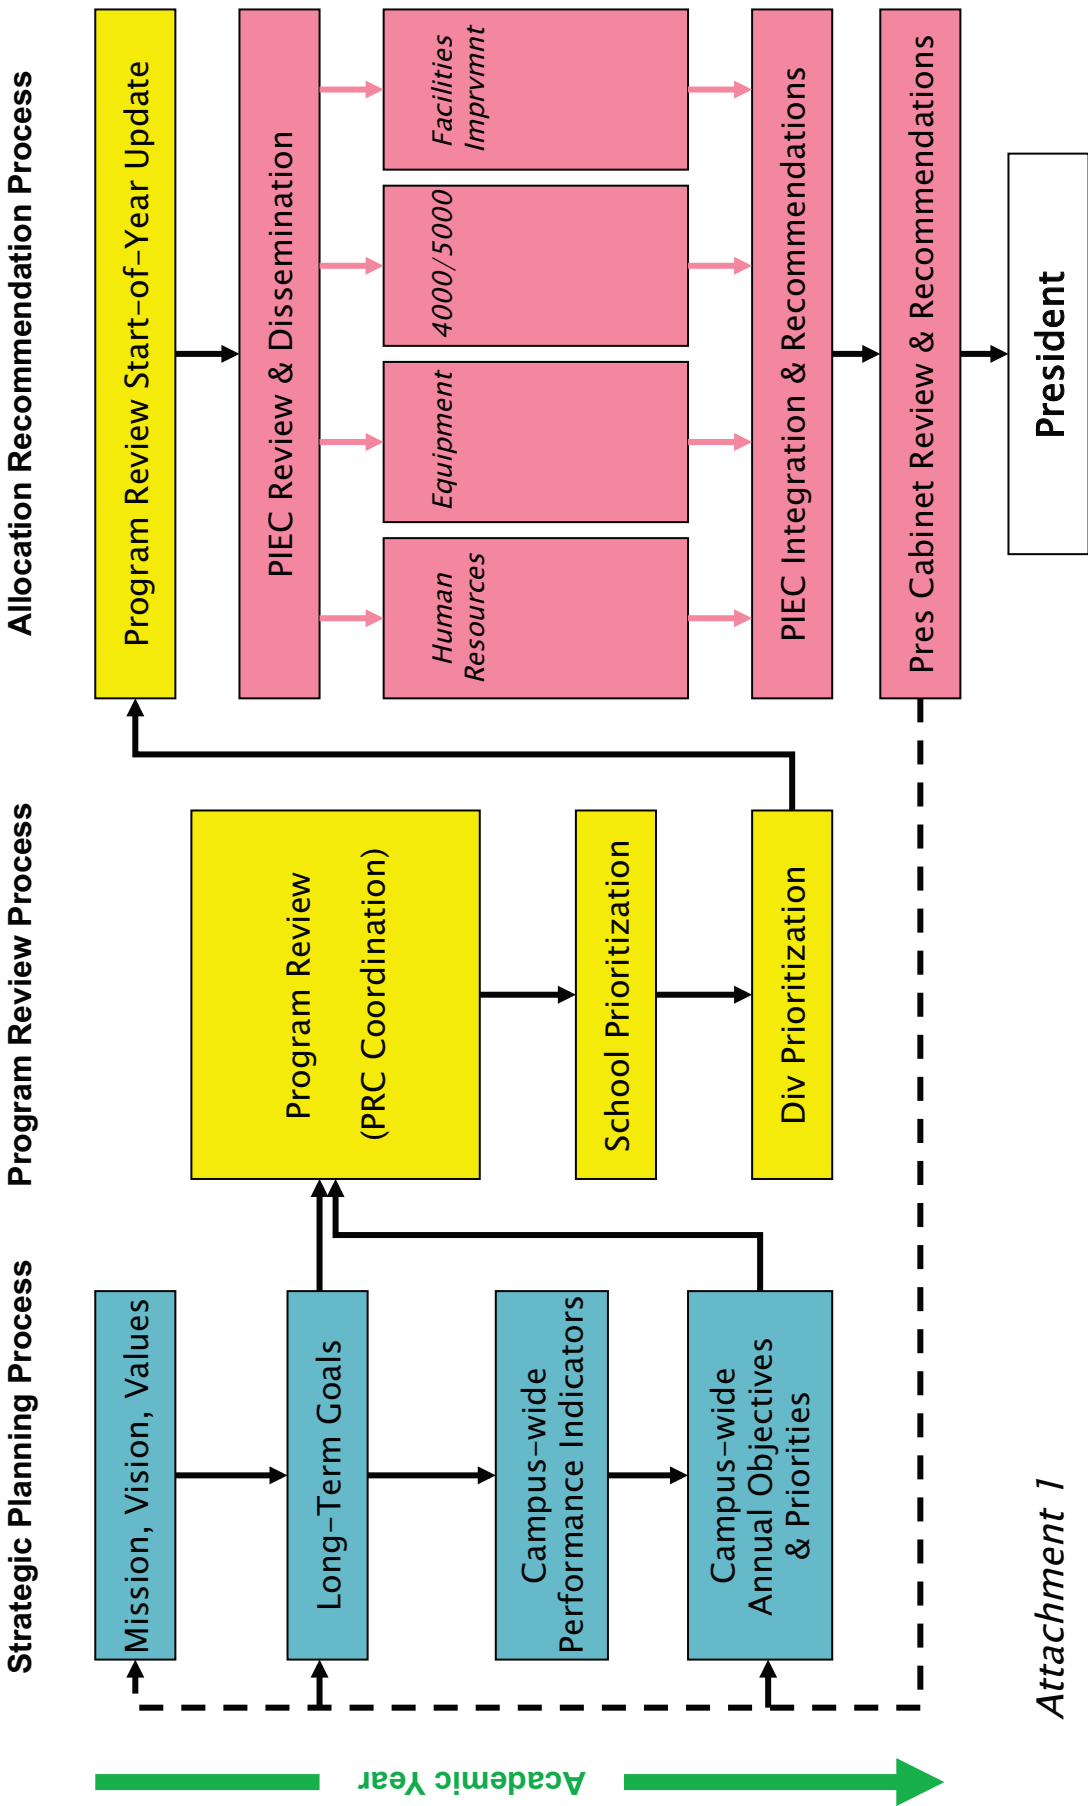 Strategic Planning Process
Program Review Process
Allocation Recommendation Process
Academic Year
Mission, Vision, Values
Long-Term Goals
Campus-wide
Performance Indicators
Campus-wide
Annual Objectives
& Priorities
Program Review
(PRC Coordination)
School Prioritization
Div Prioritization
Program Review Start-of-Year Update
PIEC Review & Dissemination
Human
Resources
Equipment
4000/5000
Facilities
Imprvmnt
PIEC Integration & Recommendations
Pres Cabinet Review & Recommendations
President
Attachment 1